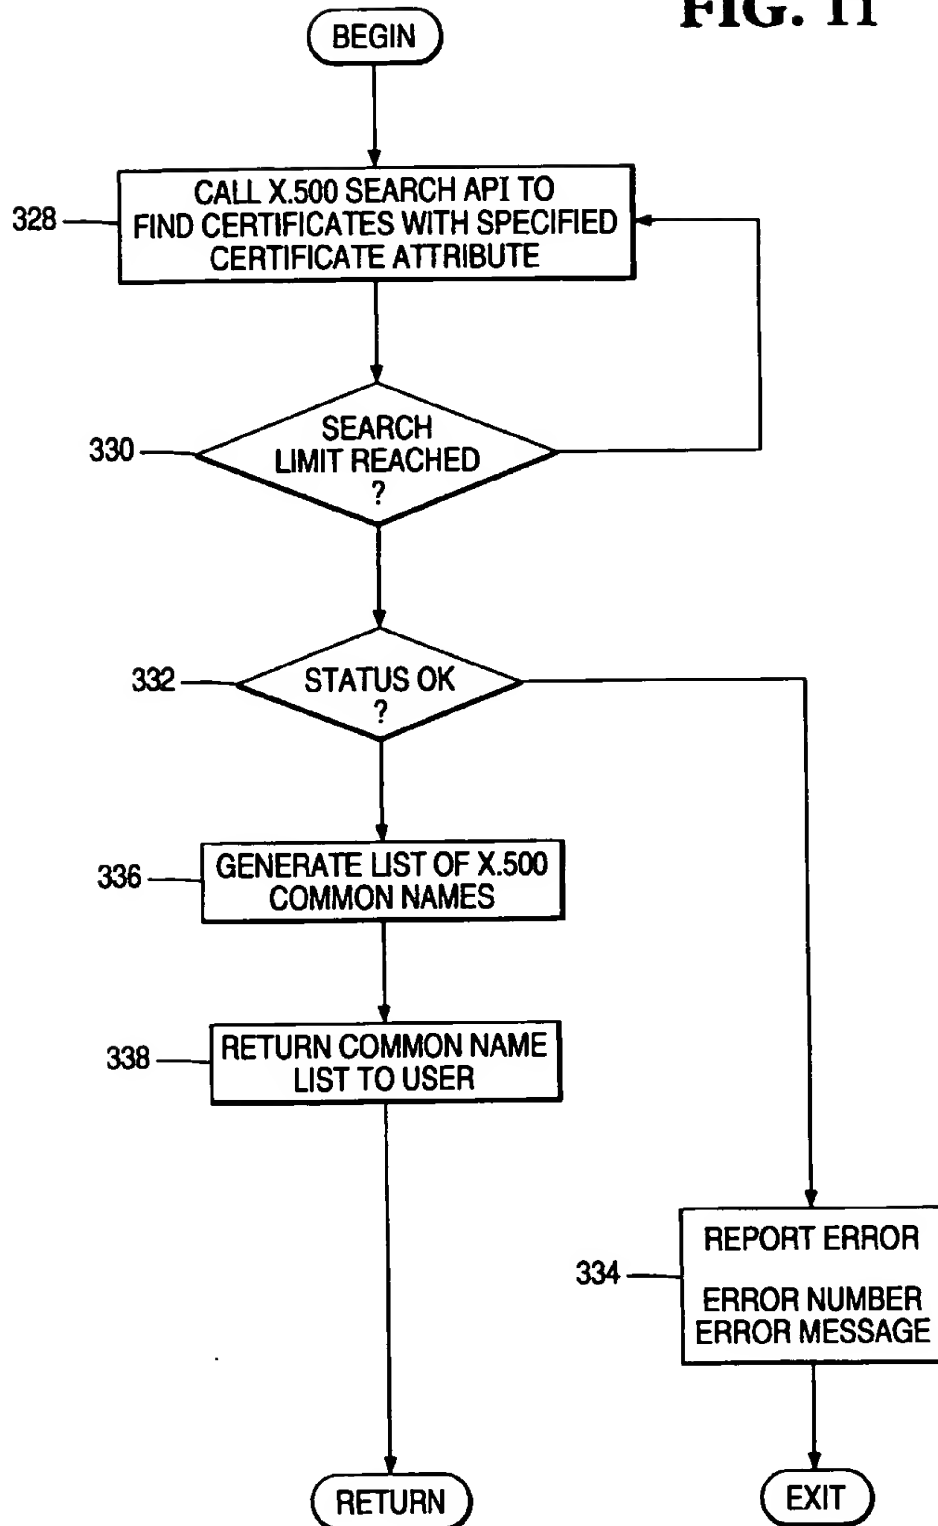 FIG. 11
BEGIN
328
CALL X.500 SEARCH API TO
FIND CERTIFICATES WITH SPECIFIED
CERTIFICATE ATTRIBUTE
330
SEARCH
LIMIT REACHED
?
332
STATUS OK
?
336
GENERATE LIST OF X.500
COMMON NAMES
338
RETURN COMMON NAME
LIST TO USER
334
REPORT ERROR
ERROR NUMBER
ERROR MESSAGE
RETURN
EXIT